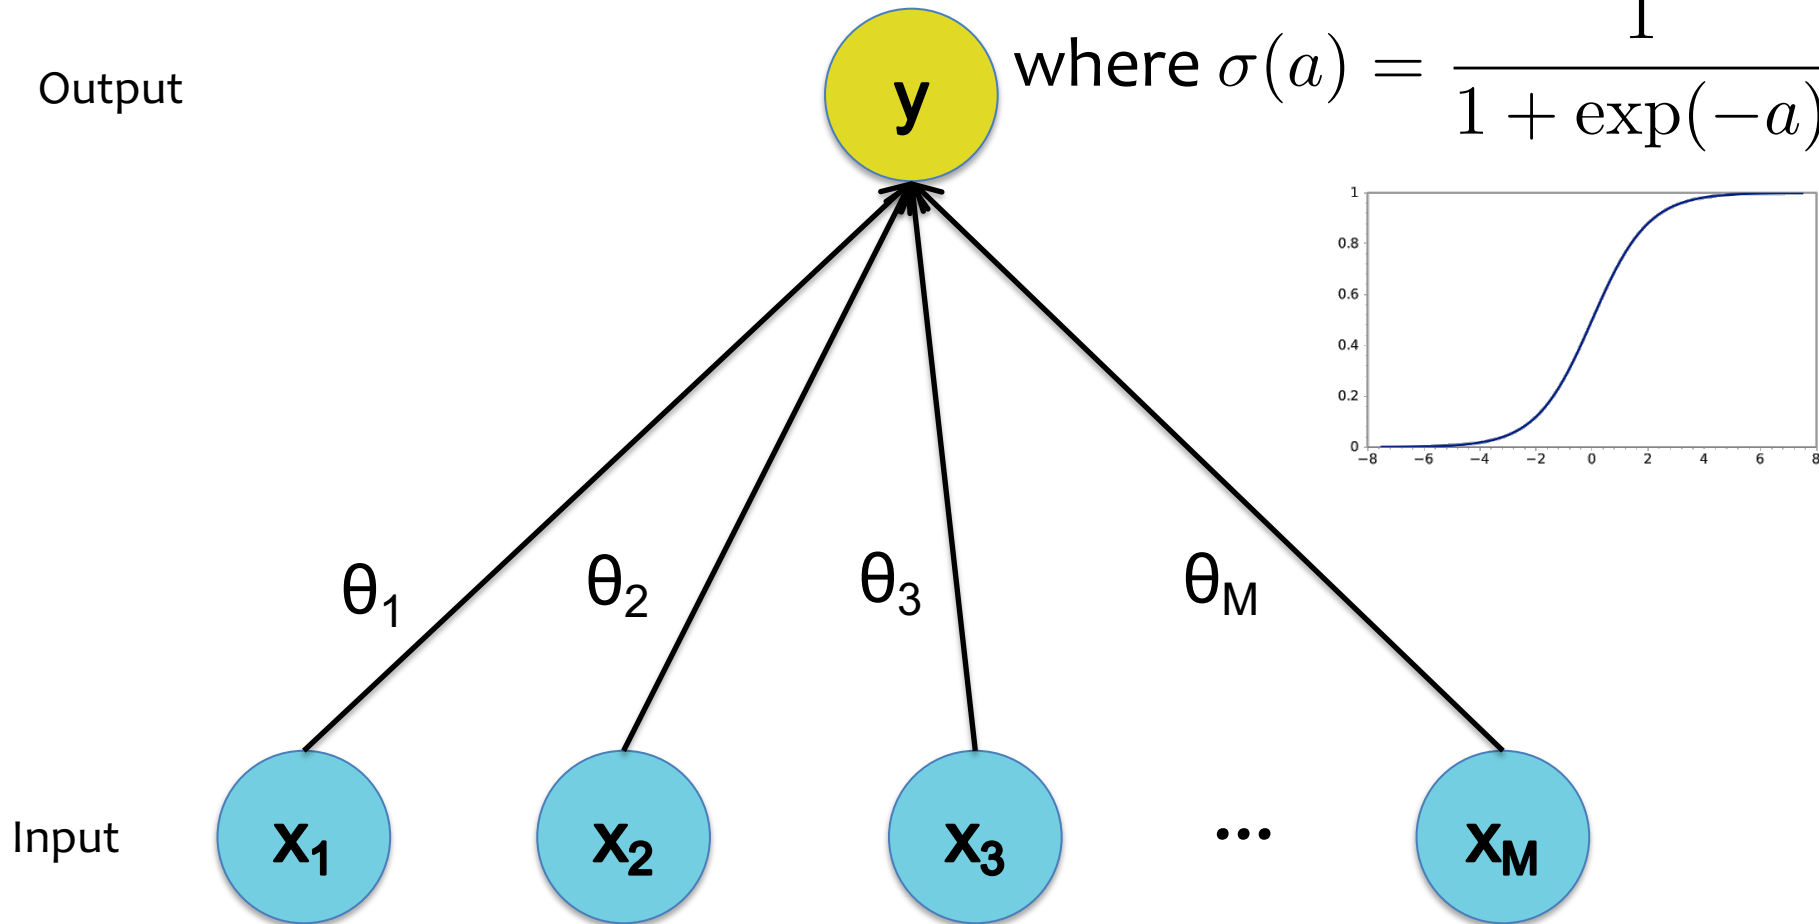 Output
y
where σ(a) = 1 / (1 + exp(−a))
1
0.8
0.6
0.4
0.2
0
−8 −6 −4 −2 0 2 4 6 8
θ1 θ2 θ3 θM
Input
x1 x2 x3 ... xM